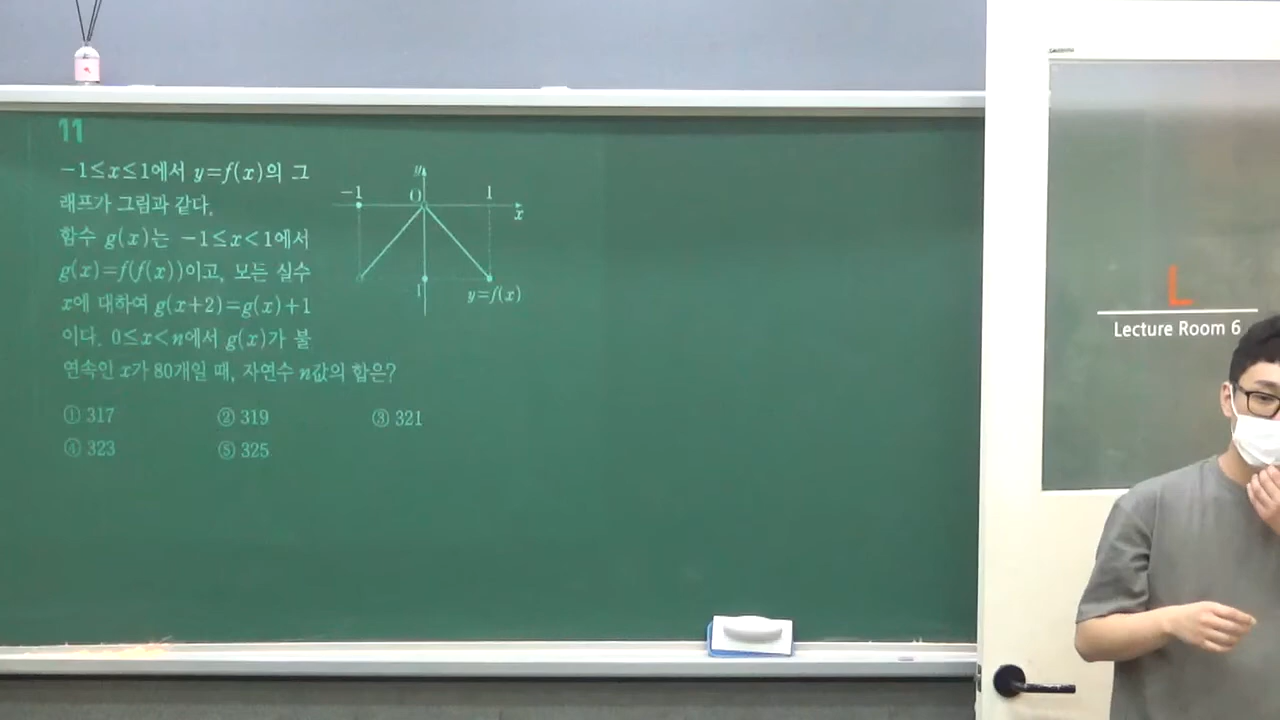 11
-1≤x≤1에서 y=f(x)의 그
래프가 그림과 같다.
함수 g(x)는 -1≤x<1에서
g(x)=f(f(x))이고, 모든 실수
x에 대하여 g(x+2)=g(x)+1
이다. 0≤x<n에서 g(x)가 불
연속인 x가 80개일 때, 자연수 n값의 합은?
① 317 ② 319 ③ 321
④ 323 ⑤ 325
y
-1 O 1
x
1 y=f(x)
L
Lecture Room 6